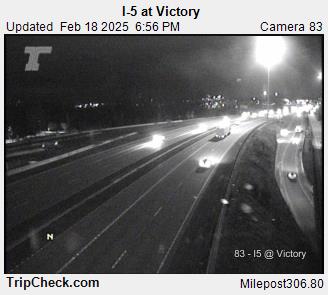 I-5 at Victory
Updated  Feb 18 2025  6:56 PM
Camera 83
T
N
83 - I5 @ Victory
TripCheck.com
Milepost306.80